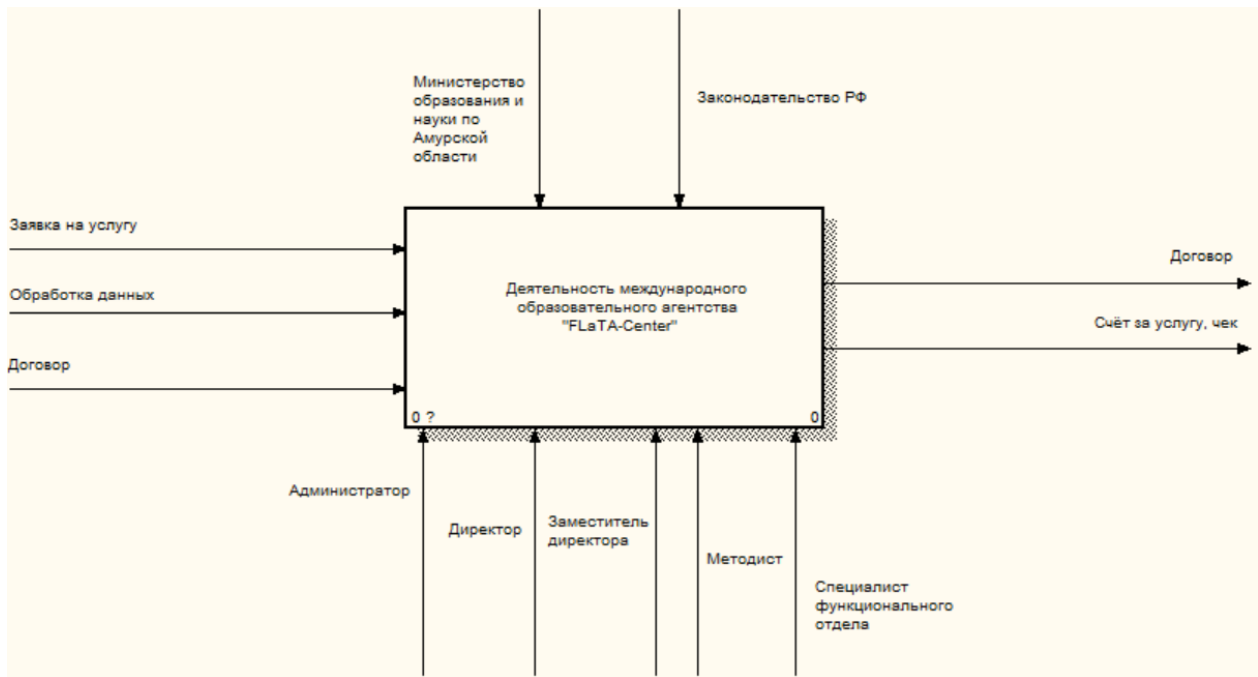 Министерство
образования и
науки по
Амурской
области
Законодательство РФ
Заявка на услугу
Обработка данных
Договор
Деятельность международного
образовательного агентства
"FLaTA-Center"
0 ?
0
Договор
Счёт за услугу, чек
Администратор
Директор
Заместитель
директора
Методист
Специалист
функционального
отдела